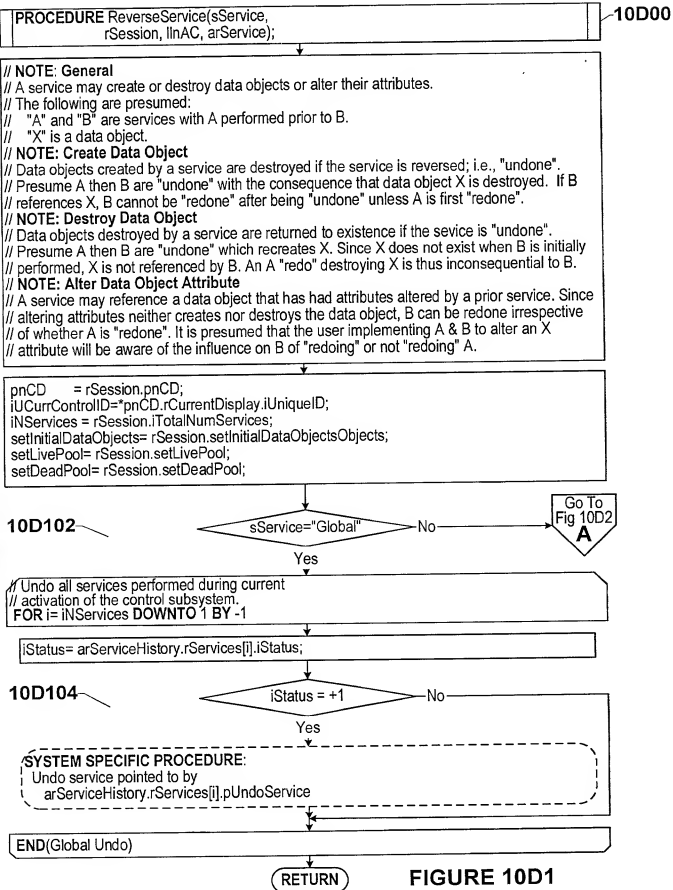 PROCEDURE ReverseService(sService,
rSession, llnAC, arService);
10D00
// NOTE: General
// A service may create or destroy data objects or alter their attributes.
// The following are presumed:
// "A" and "B" are services with A performed prior to B.
// "X" is a data object.
// NOTE: Create Data Object
// Data objects created by a service are destroyed if the service is reversed; i.e., "undone".
// Presume A then B are "undone" with the consequence that data object X is destroyed. If B
// references X, B cannot be "redone" after being "undone" unless A is first "redone".
// NOTE: Destroy Data Object
// Data objects destroyed by a service are returned to existence if the sevice is "undone".
// Presume A then B are "undone" which recreates X. Since X does not exist when B is initially
// performed, X is not referenced by B. An A "redo" destroying X is thus inconsequential to B.
// NOTE: Alter Data Object Attribute
// A service may reference a data object that has had attributes altered by a prior service. Since
// altering attributes neither creates nor destroys the data object, B can be redone irrespective
// of whether A is "redone". It is presumed that the user implementing A & B to alter an X
// attribute will be aware of the influence on B of "redoing" or not "redoing" A.
pnCD = rSession.pnCD;
iUCurrControlID=*pnCD.rCurrentDisplay.iUniqueID;
iNServices = rSession.iTotalNumServices;
setInitialDataObjects= rSession.setInitialDataObjectsObjects;
setLivePool= rSession.setLivePool;
setDeadPool= rSession.setDeadPool;
10D102
sService="Global"
No
Go To
Fig 10D2
A
Yes
// Undo all services performed during current
// activation of the control subsystem.
FOR i= iNServices DOWNTO 1 BY -1
iStatus= arServiceHistory.rServices[i].iStatus;
10D104
iStatus = +1
No
Yes
SYSTEM SPECIFIC PROCEDURE:
Undo service pointed to by
arServiceHistory.rServices[i].pUndoService
END(Global Undo)
RETURN
FIGURE 10D1